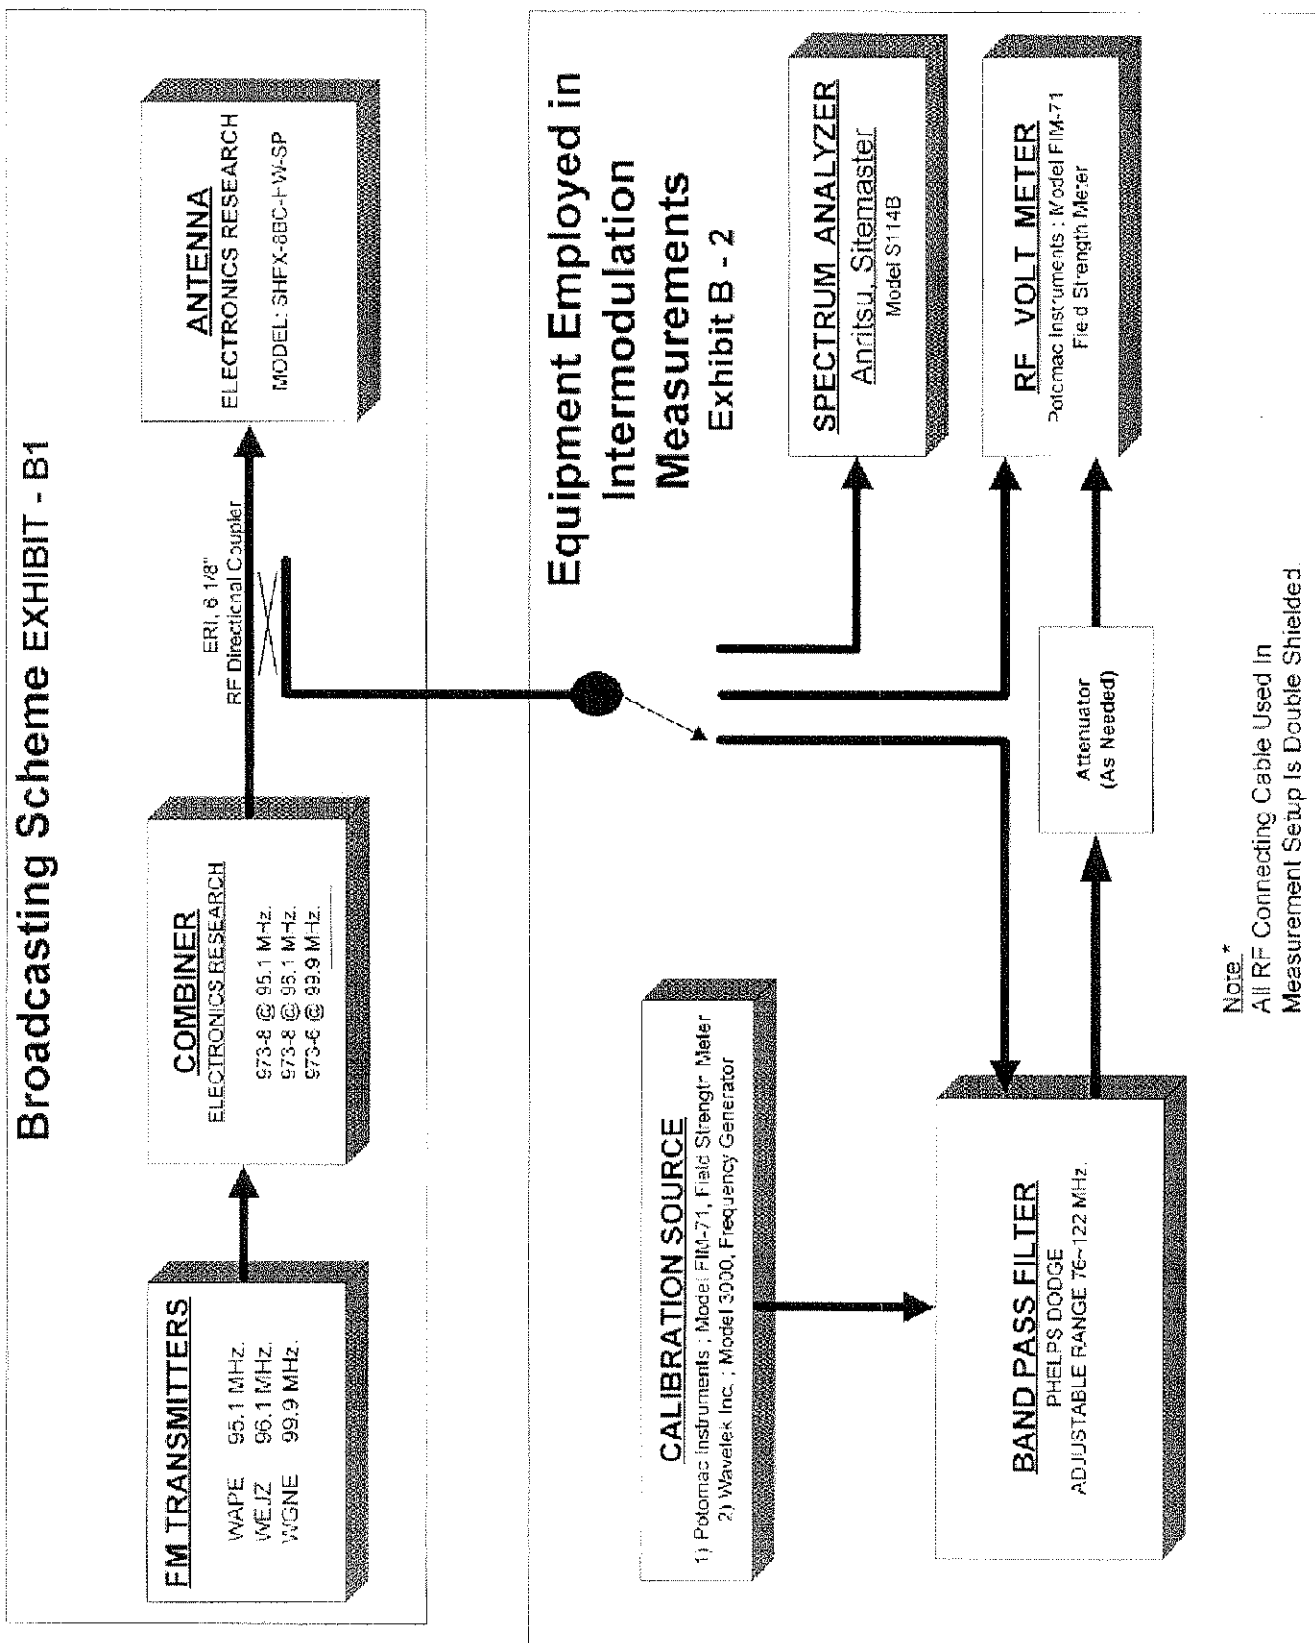 Broadcasting Scheme EXHIBIT - B1
FM TRANSMITTERS
WAPE 95.1 MHz.
WEJZ 96.1 MHz.
WGNE 99.9 MHz.
COMBINER
ELECTRONICS RESEARCH
973-8 @ 95.1 MHz.
973-8 @ 96.1 MHz.
973-6 @ 99.9 MHz.
ERI, 6 1/8"
RF Directional Coupler
ANTENNA
ELECTRONICS RESEARCH
MODEL: SHFX-8BC-HW-SP
Equipment Employed in
Intermodulation
Measurements
Exhibit B - 2
CALIBRATION SOURCE
1) Potomac Instruments ; Model FIM-71, Field Strength Meter
2) Wavetek Inc. ; Model 3000, Frequency Generator
SPECTRUM ANALYZER
Anritsu, Sitemaster
Model S114B
RF VOLT METER
Potomac Instruments ; Model FIM-71
Field Strength Meter
BAND PASS FILTER
PHELPS DODGE
ADJUSTABLE RANGE 76~122 MHz.
Attenuator
(As Needed)
Note *
All RF Connecting Cable Used In
Measurement Setup Is Double Shielded.